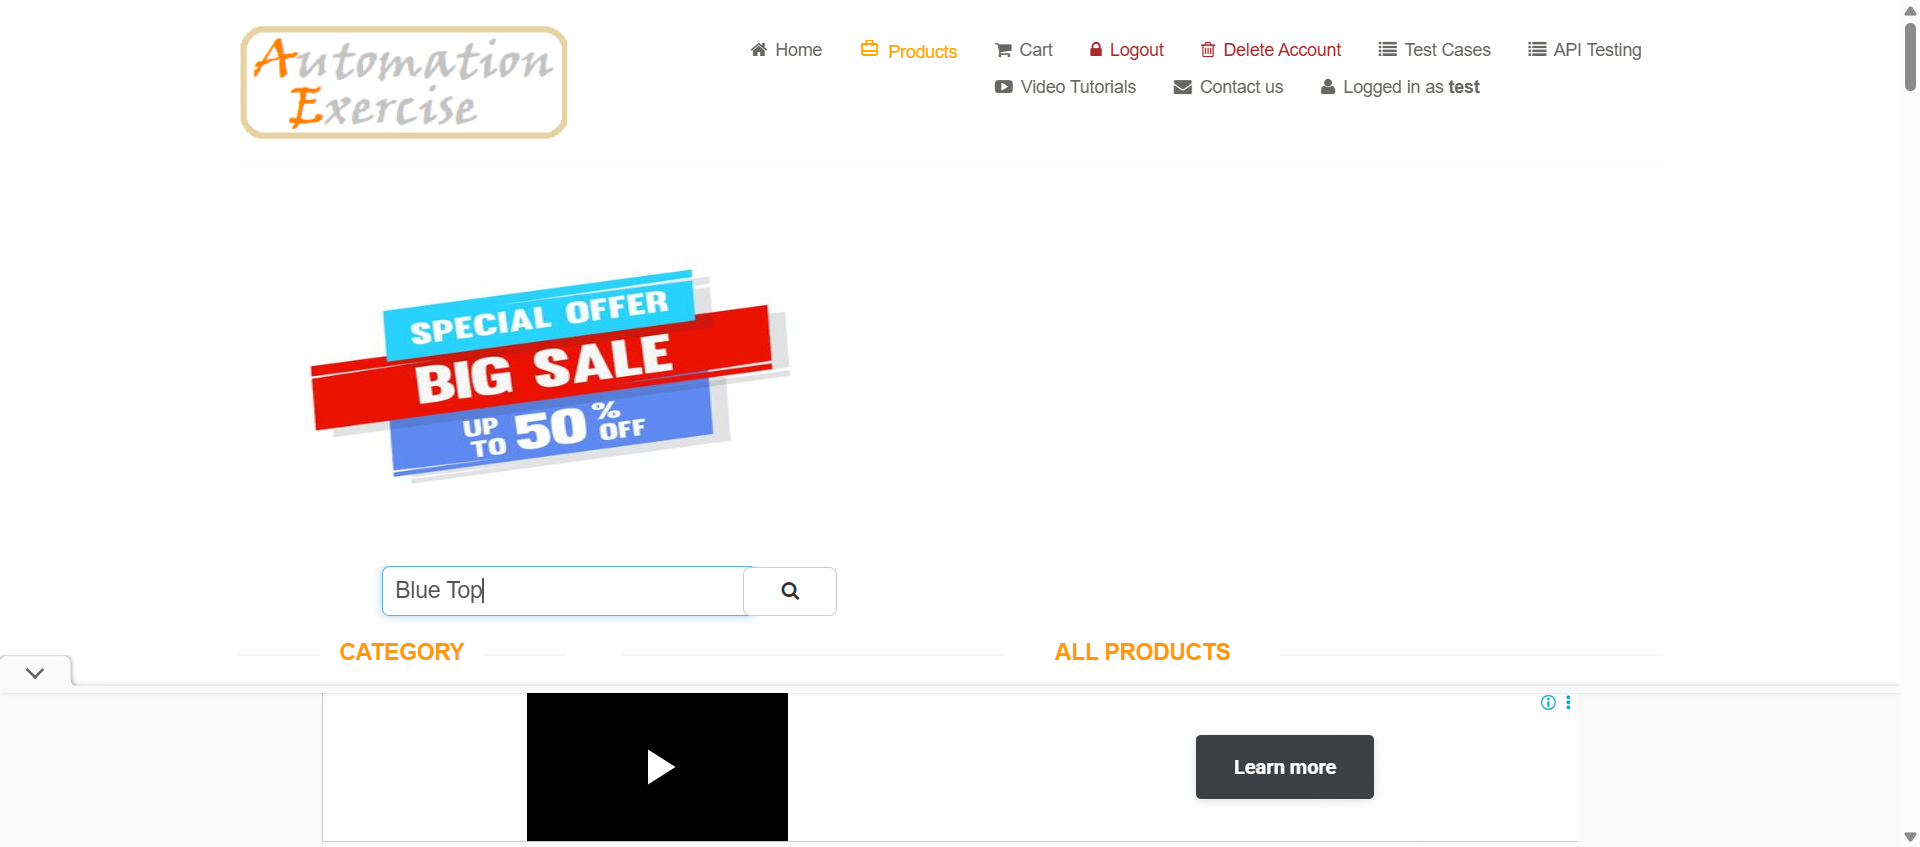 Automation
Exercise
Home
Products
Cart
Logout
Delete Account
Test Cases
API Testing
Video Tutorials
Contact us
Logged in as test
SPECIAL OFFER
BIG SALE
UP TO 50% OFF
Blue Top
CATEGORY
ALL PRODUCTS
Learn more